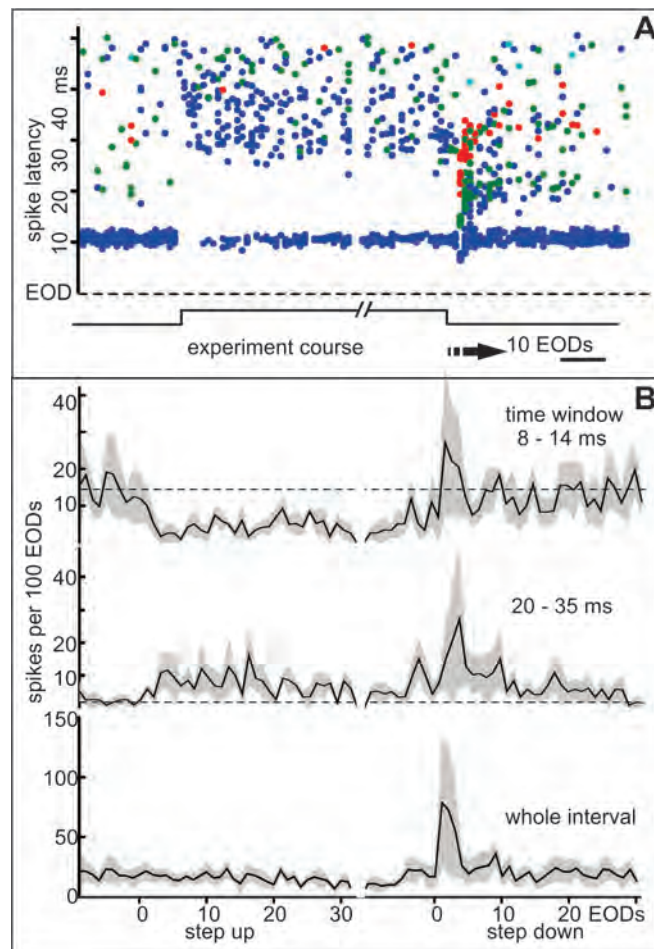 A
spike latency
ms
40
30
20
10
EOD
experiment course
10 EODs
B
spikes per 100 EODs
40
20
10
time window
8 - 14 ms
40
20
10
20 - 35 ms
150
100
50
0
whole interval
0 10 20 30 0 10 20 EODs 30
step up step down